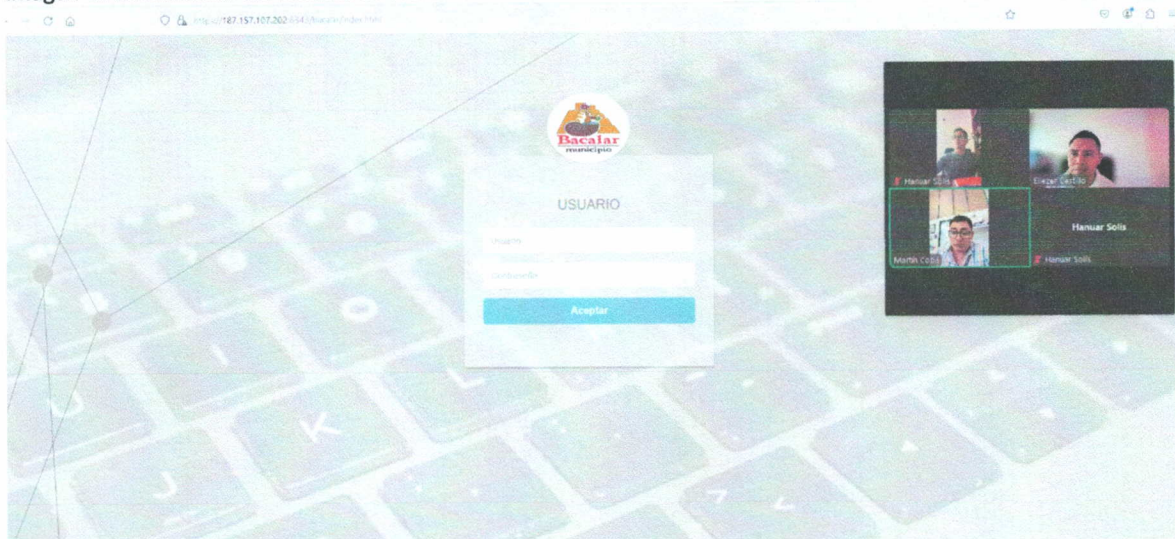 187.157.107.202
Bacalar
municipio
USUARIO
Usuario
Contraseña
Aceptar
Hanuar Solis
Eliezer Castillo
Martin Coba
Hanuar Solis
Hanuar Solis